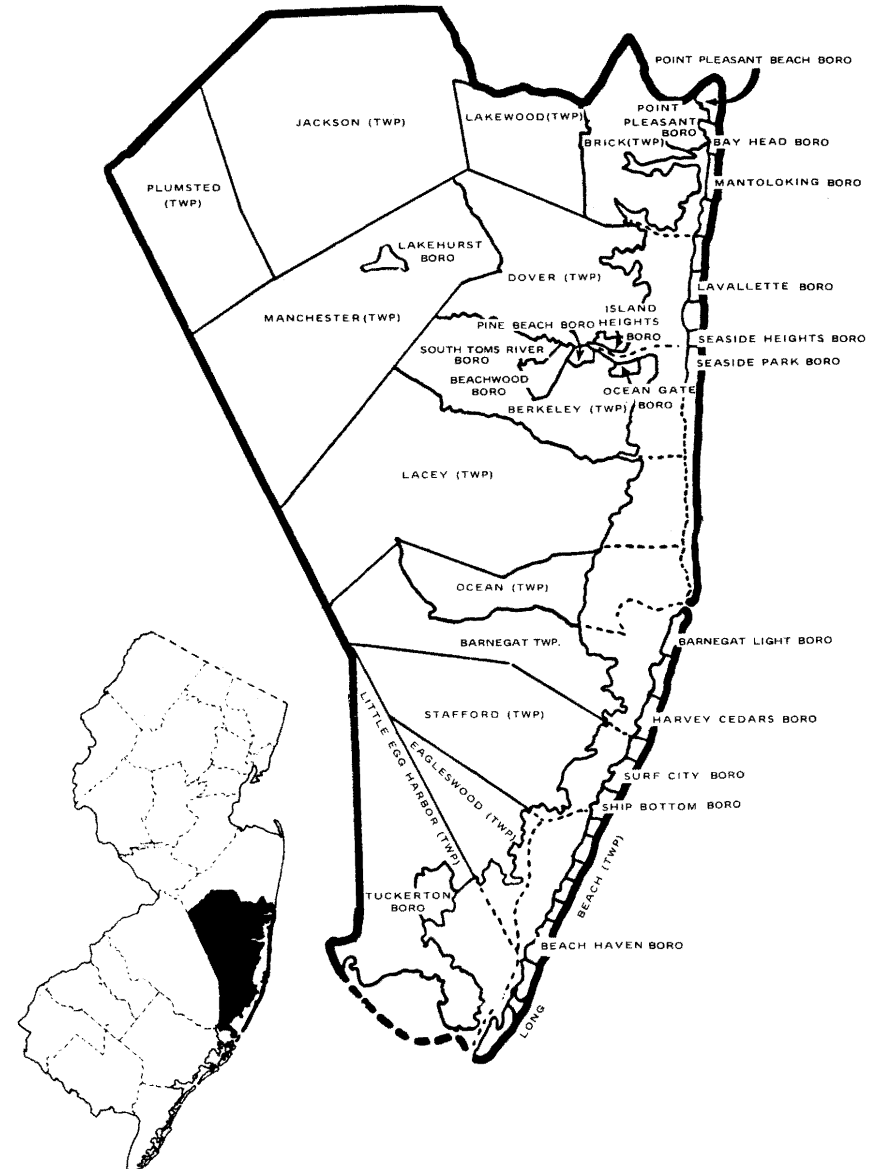 POINT PLEASANT BEACH BORO
JACKSON (TWP)
LAKEWOOD(TWP)
POINT
PLEASANT
BORO
BRICK(TWP)
BAY HEAD BORO
PLUMSTED
(TWP)
MANTOLOKING BORO
LAKEHURST
BORO
DOVER (TWP)
LAVALLETTE BORO
MANCHESTER (TWP)
ISLAND
HEIGHTS
BORO
PINE BEACH BORO
SEASIDE HEIGHTS BORO
SOUTH TOMS RIVER
BORO
SEASIDE PARK BORO
BEACHWOOD
BORO
OCEAN GATE
BORO
BERKELEY (TWP)
LACEY (TWP)
OCEAN (TWP)
BARNEGAT TWP.
BARNEGAT LIGHT BORO
LITTLE EGG HARBOR (TWP)
STAFFORD (TWP)
HARVEY CEDARS BORO
EAGLESWOOD (TWP)
SURF CITY BORO
SHIP BOTTOM BORO
TUCKERTON
BORO
BEACH HAVEN BORO
LONG
BEACH (TWP)